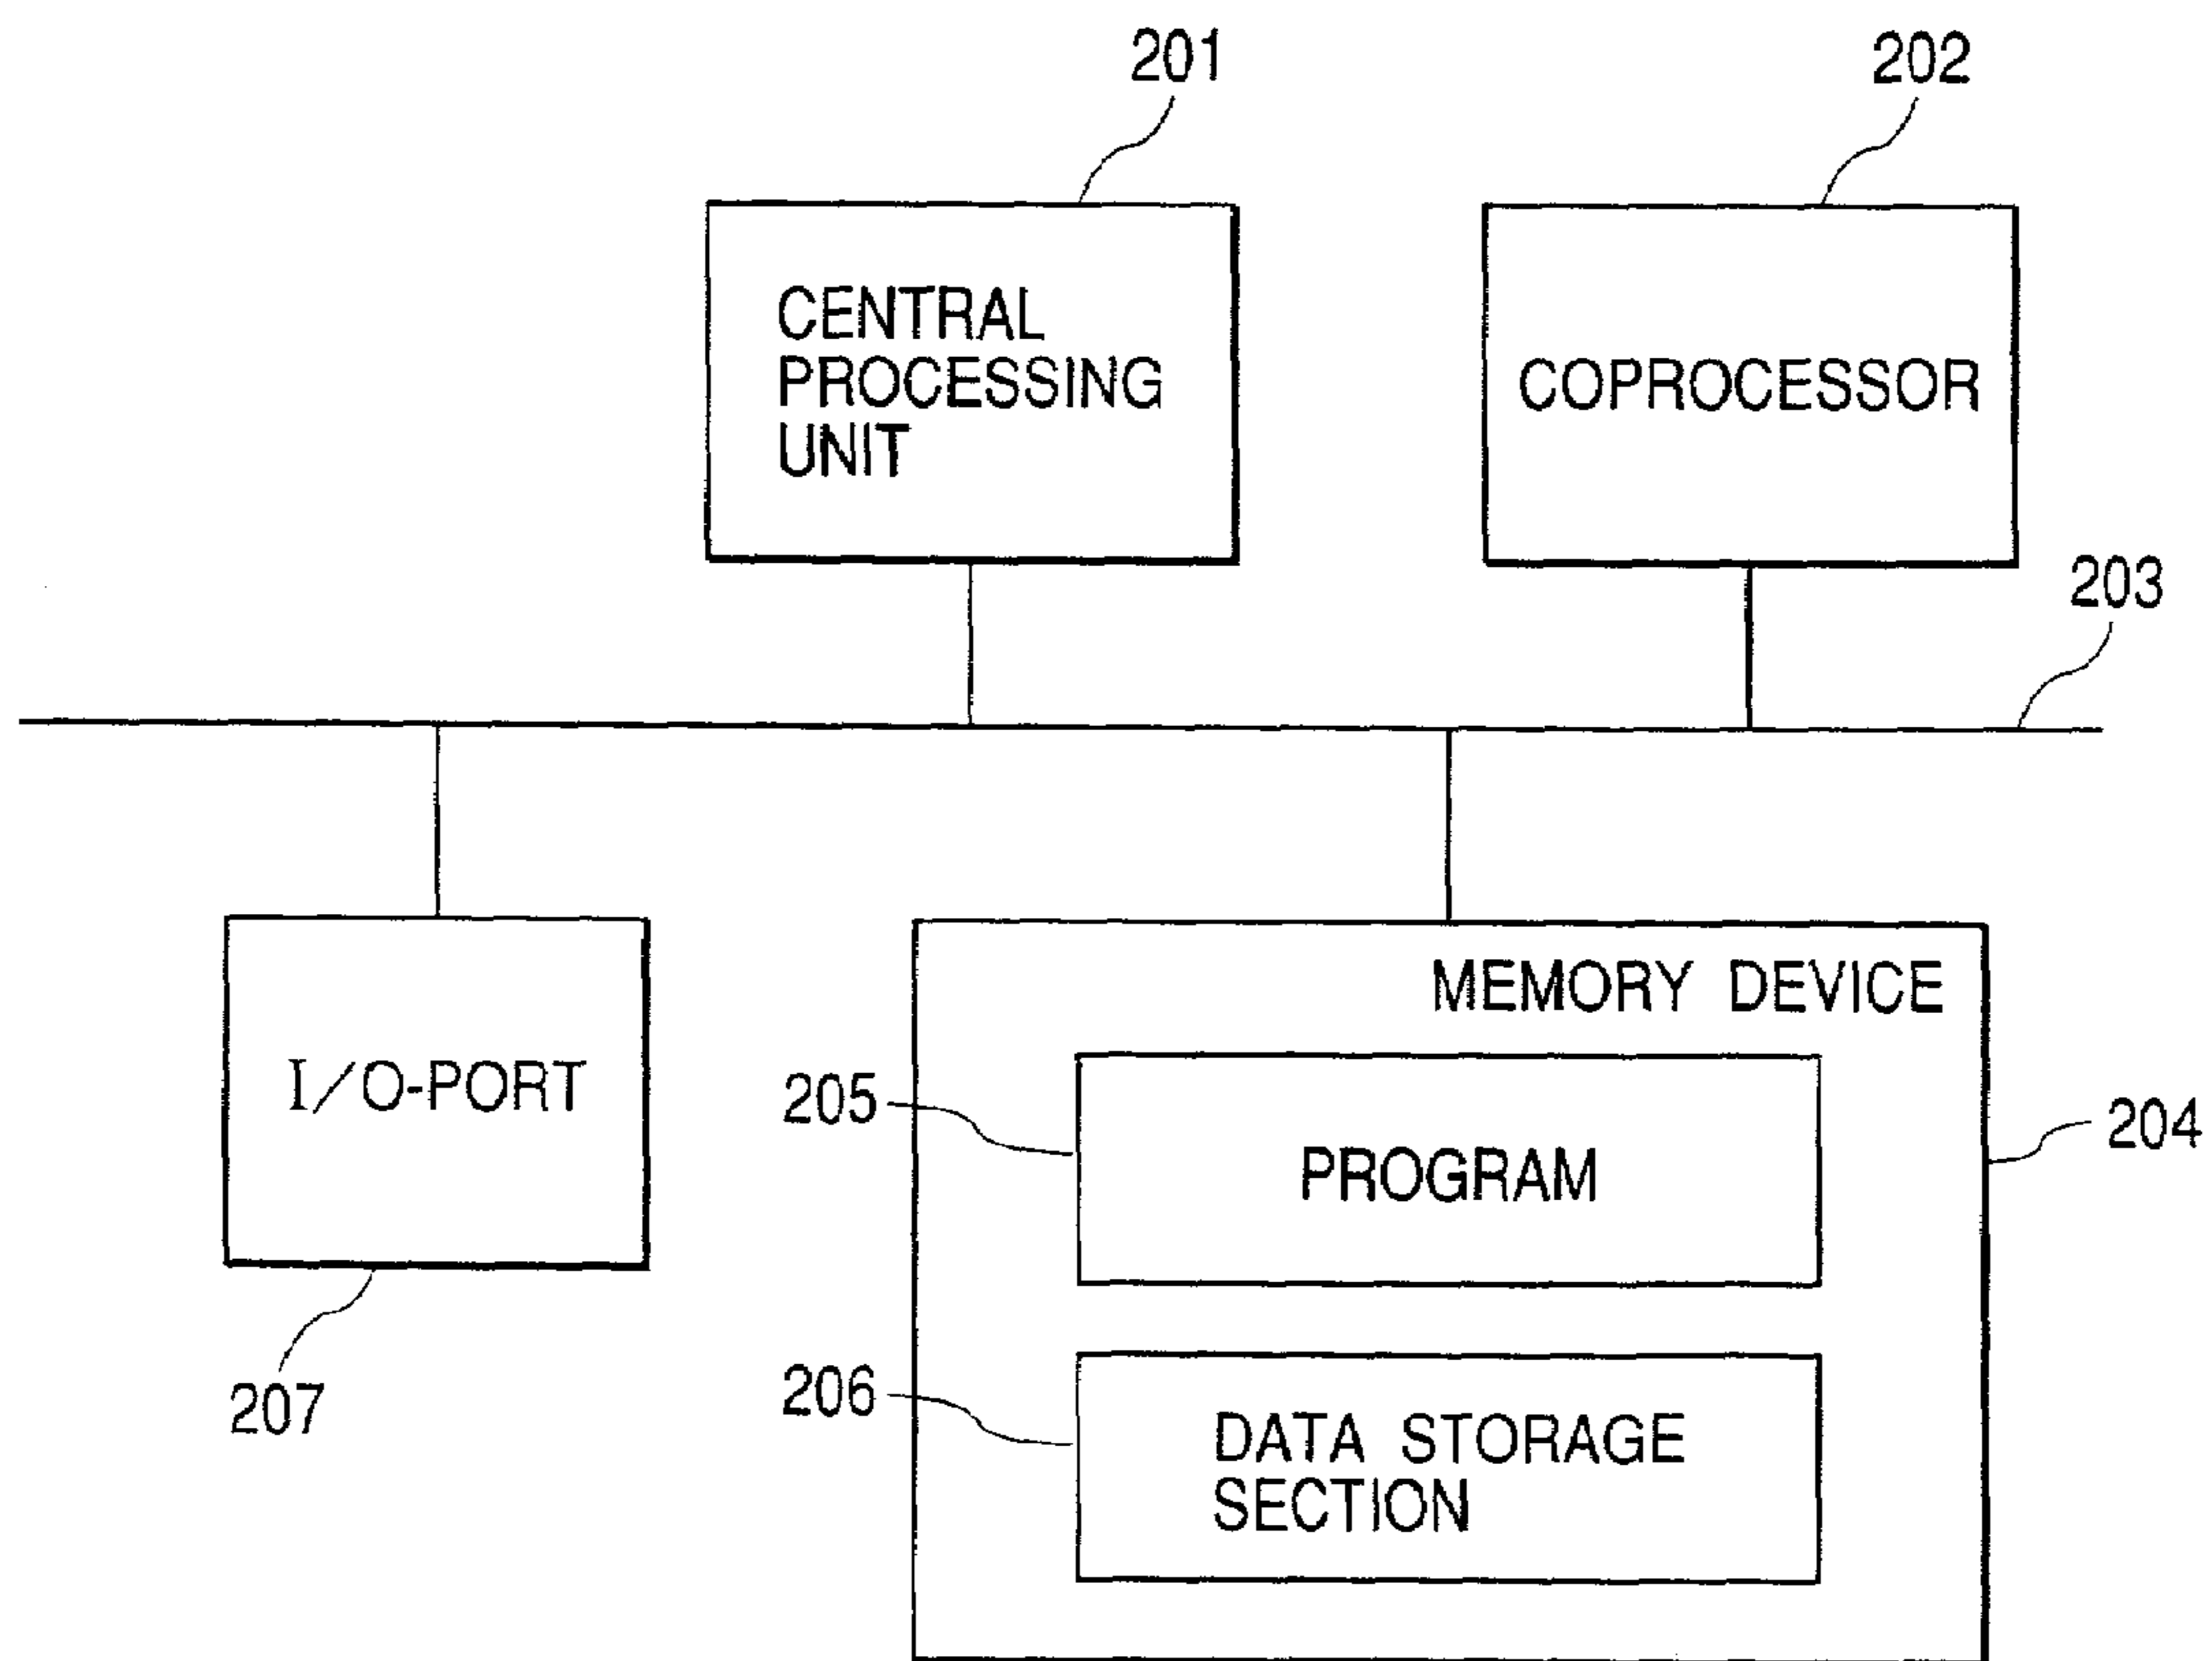 201
202
CENTRAL
PROCESSING
UNIT
COPROCESSOR
203
MEMORY DEVICE
I/O-PORT
205
204
PROGRAM
206
207
DATA STORAGE
SECTION